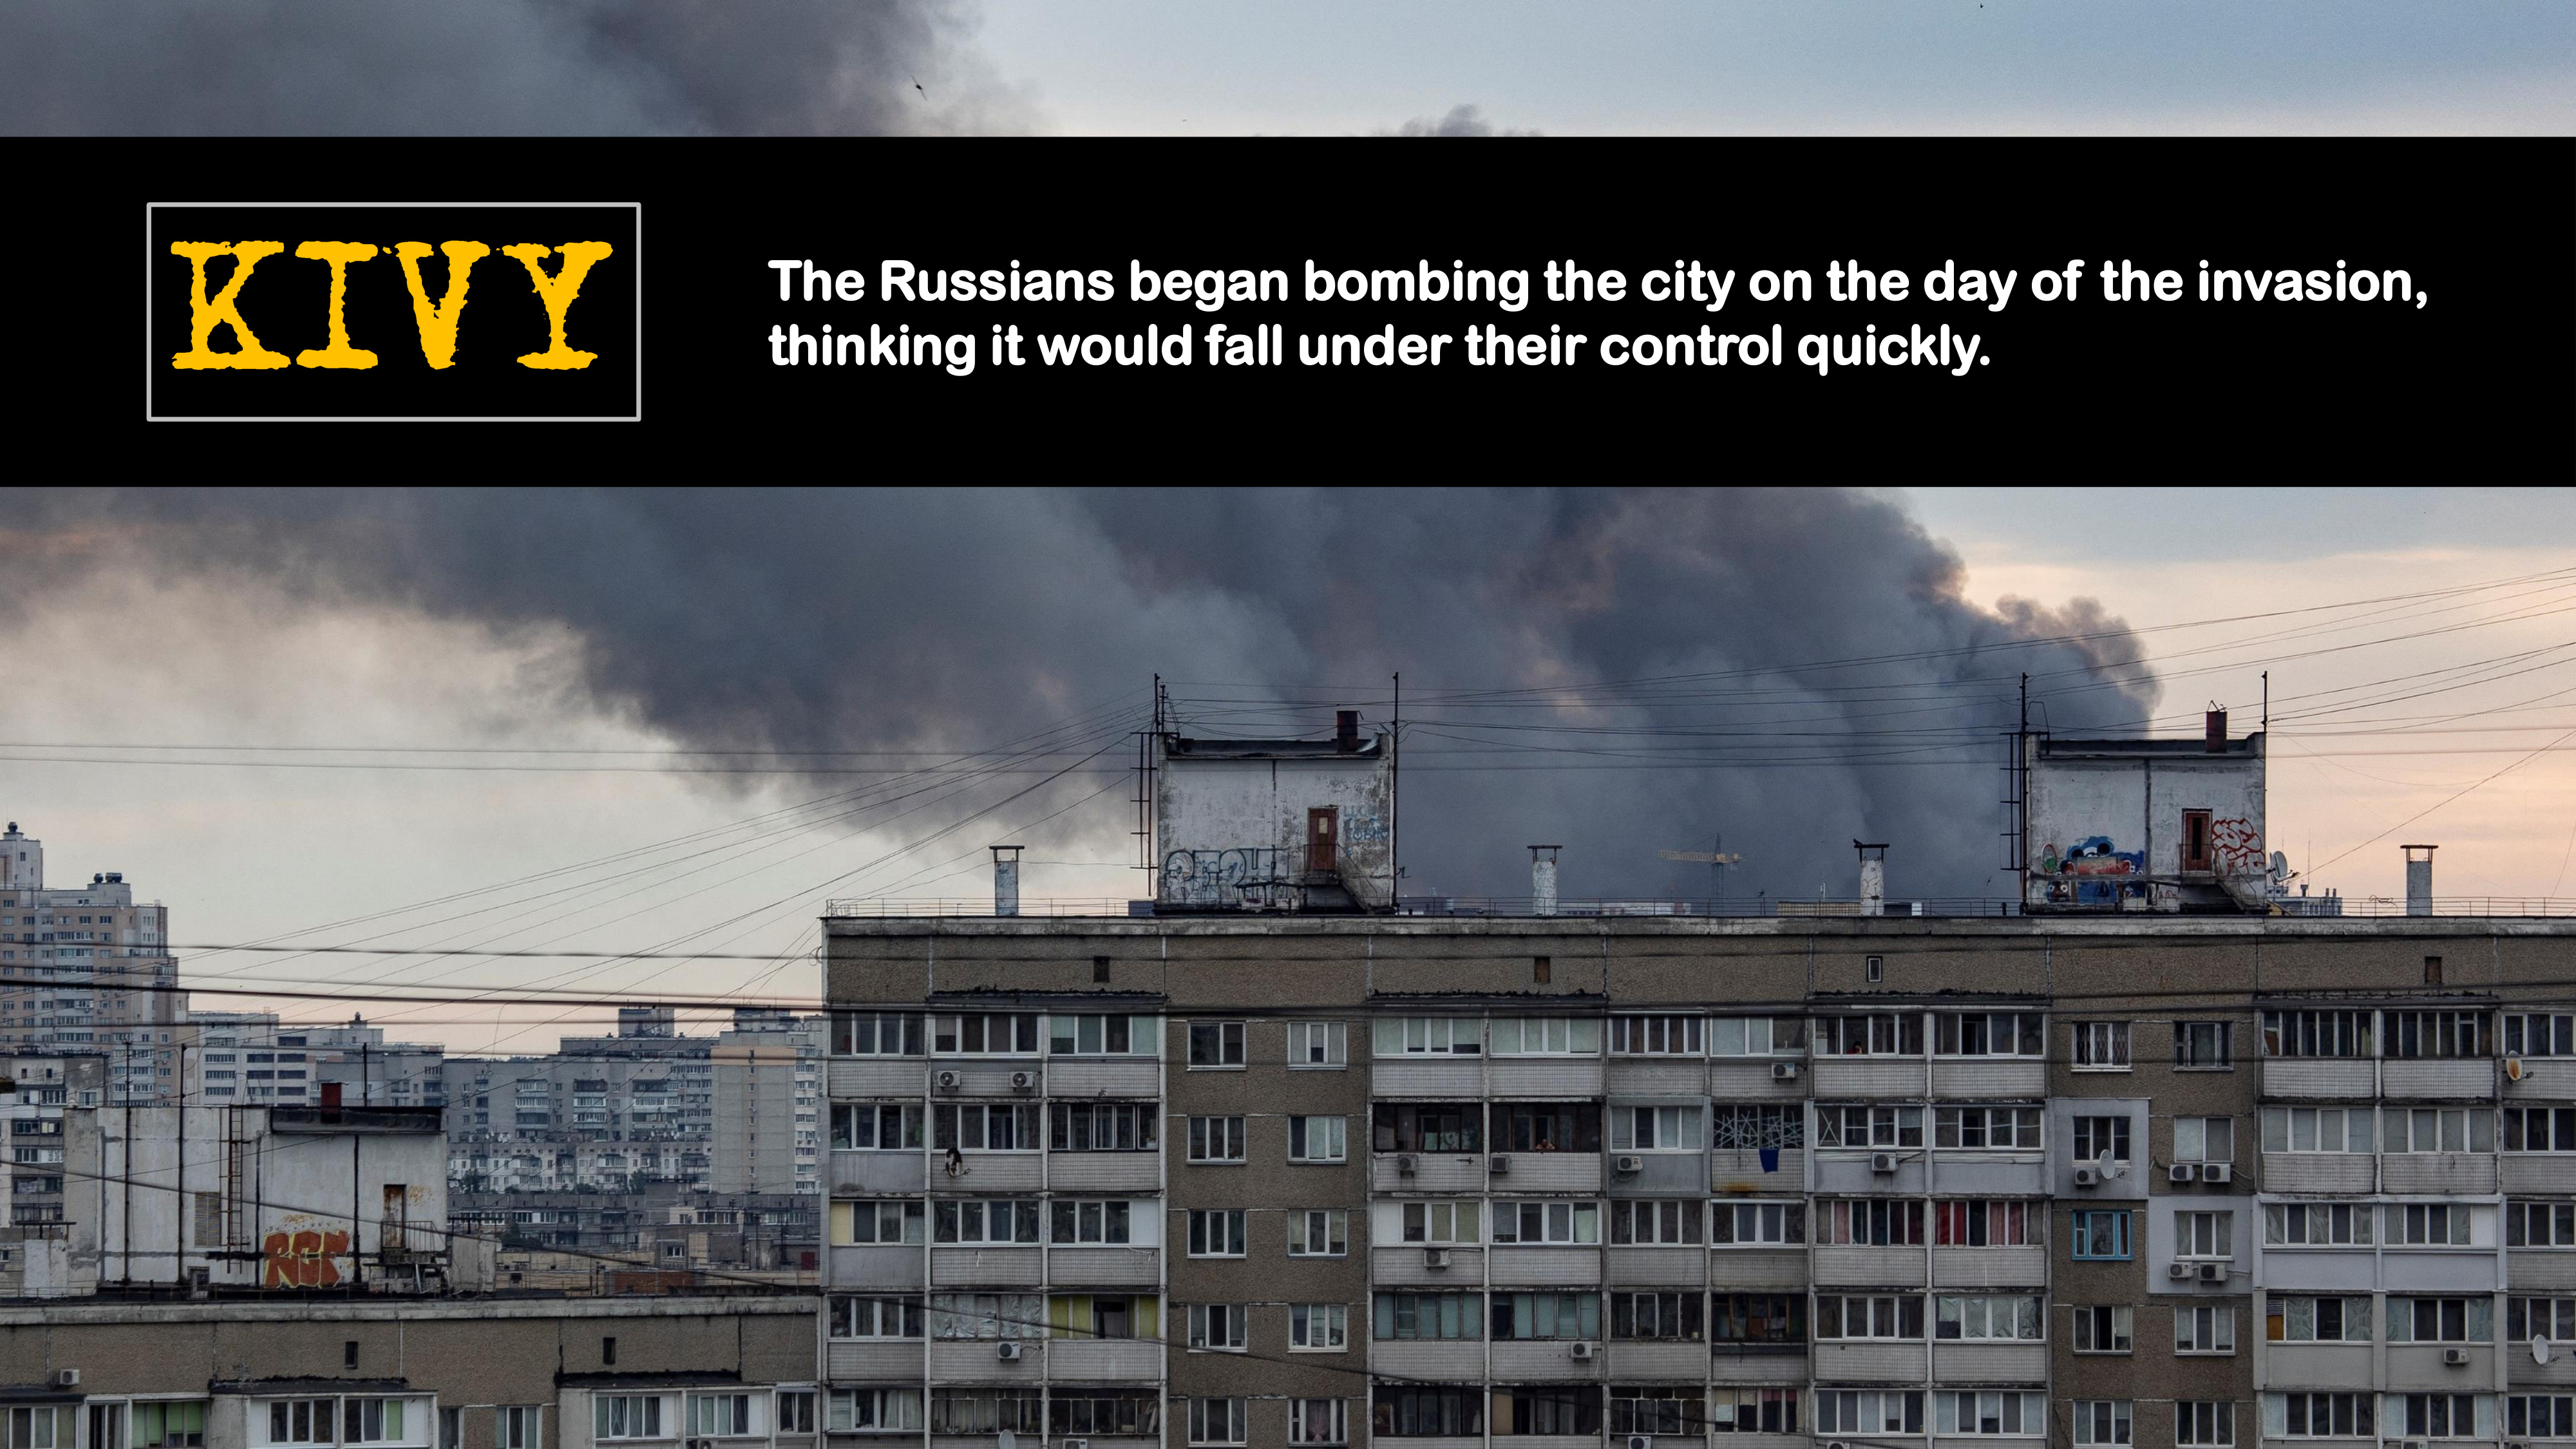 KIVY
The Russians began bombing the city on the day of the invasion,
thinking it would fall under their control quickly.